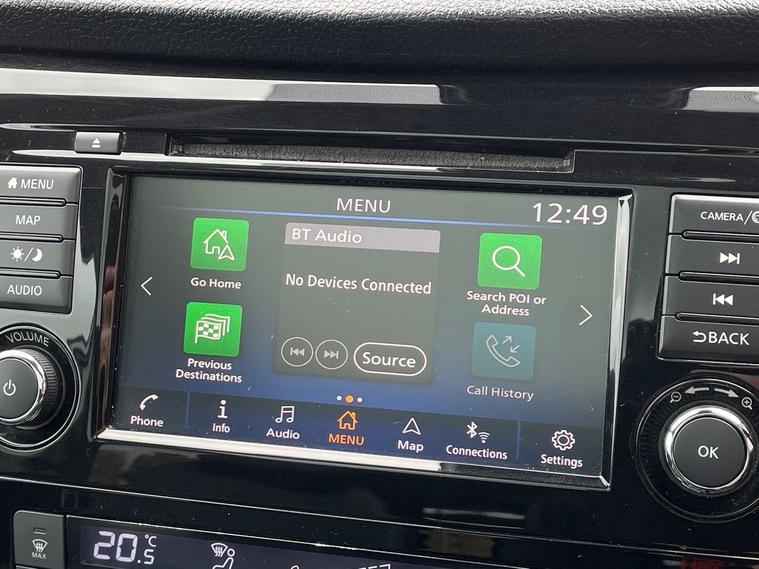 MENU
MAP
AUDIO
VOLUME
MENU
12:49
Go Home
Previous
Destinations
BT Audio
No Devices Connected
Source
Search POI or
Address
Call History
Phone
Info
Audio
MENU
Map
Connections
Settings
CAMERA/
BACK
OK
MAX
20.5°C